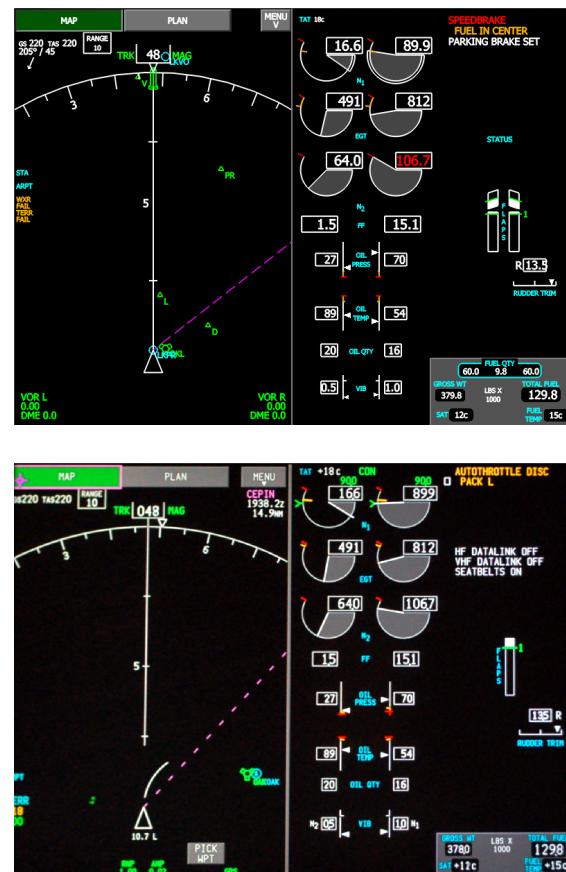 MAP PLAN MENU V
TAT 18c
SPEEDBRAKE
FUEL IN CENTER
PARKING BRAKE SET
GS 220 TAS 220
RANGE 10
205° / 45
TRK 48 MAG
LKVO
V
3 6
PR
5
STA
ARPT
WXR
FAIL
TERR
FAIL
L
D
VOR L VOR R
0.00 0.00
DME 0.0 DME 0.0
16.6 89.9
N1
491 812
EGT
64.0 106.7
N2
1.5 FF 15.1
27 OIL PRESS 70
89 OIL TEMP 54
20 OIL QTY 16
0.5 VIB 1.0
STATUS
FLAPS 1
R 13.5
RUDDER TRIM
FUEL QTY
60.0 9.8 60.0
GROSS WT TOTAL FUEL
379.8 LBS X 1000 129.8
SAT 12c FUEL TEMP 15c
MAP PLAN MENU
TAT +18c CON
AUTOTHROTTLE DISC
PACK L
GS220 TAS220
RANGE 10
TRK 048 MAG
CEPIN
1938.2z
14.9NM
3 6
5
10.7 L
PICK WPT
900 900
166 899
N1
491 812
EGT
640 1067
N2
15 FF 151
27 OIL PRESS 70
89 OIL TEMP 54
20 OIL QTY 16
N2 05 VIB 10 N1
HF DATALINK OFF
VHF DATALINK OFF
SEATBELTS ON
FLAPS 1
135 R
RUDDER TRIM
GROSS WT TOTAL FUE
3780 LBS X 1000 1298
SAT +12c FUEL TEMP +15c